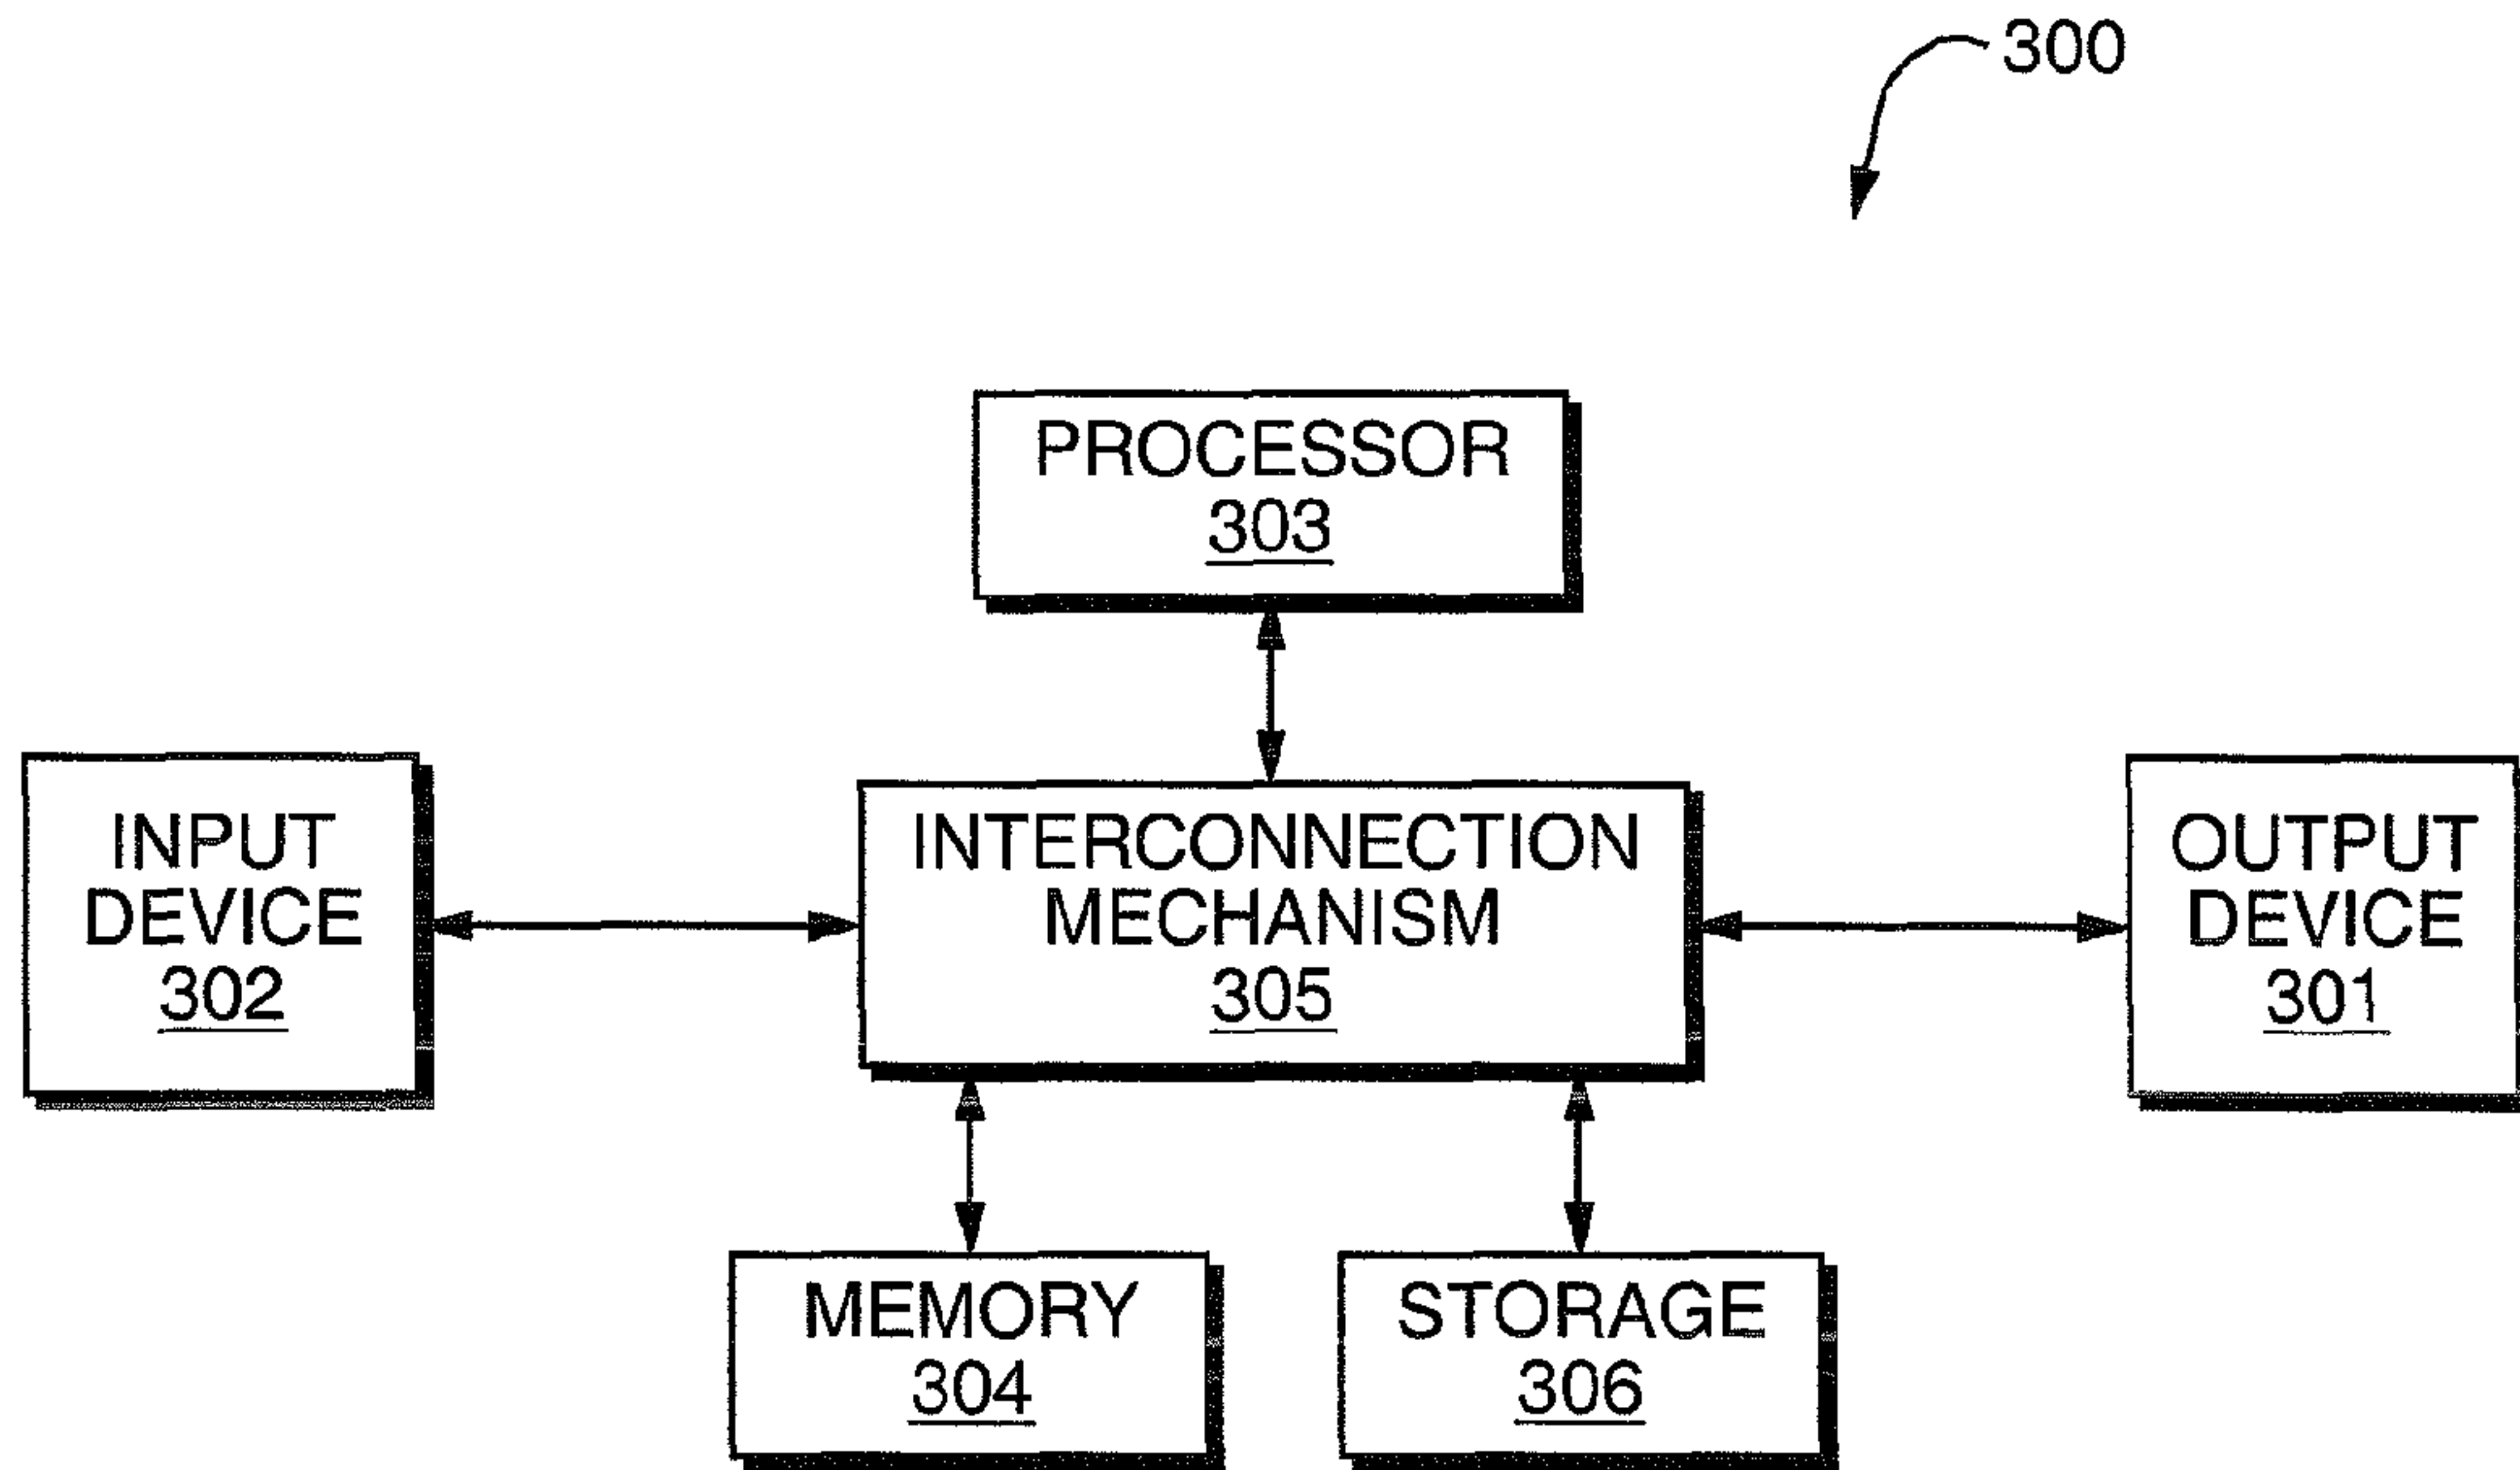 300
PROCESSOR
303
INPUT
DEVICE
302
INTERCONNECTION
MECHANISM
305
OUTPUT
DEVICE
301
MEMORY
304
STORAGE
306